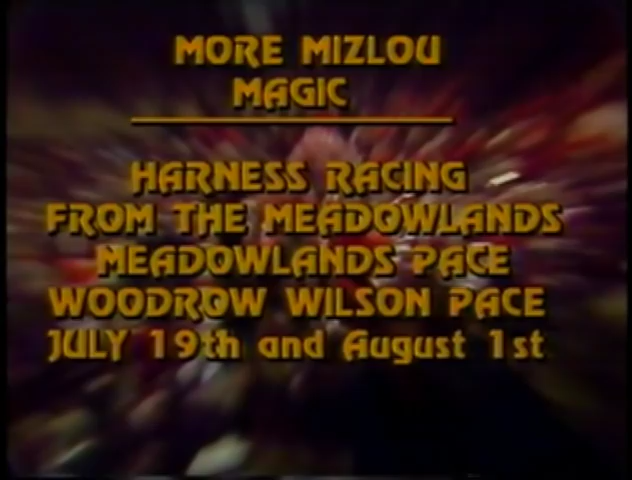 MORE MIZLOU
MAGIC
HARNESS RACING
FROM THE MEADOWLANDS
MEADOWLANDS PACE
WOODROW WILSON PACE
JULY 19th and August 1st